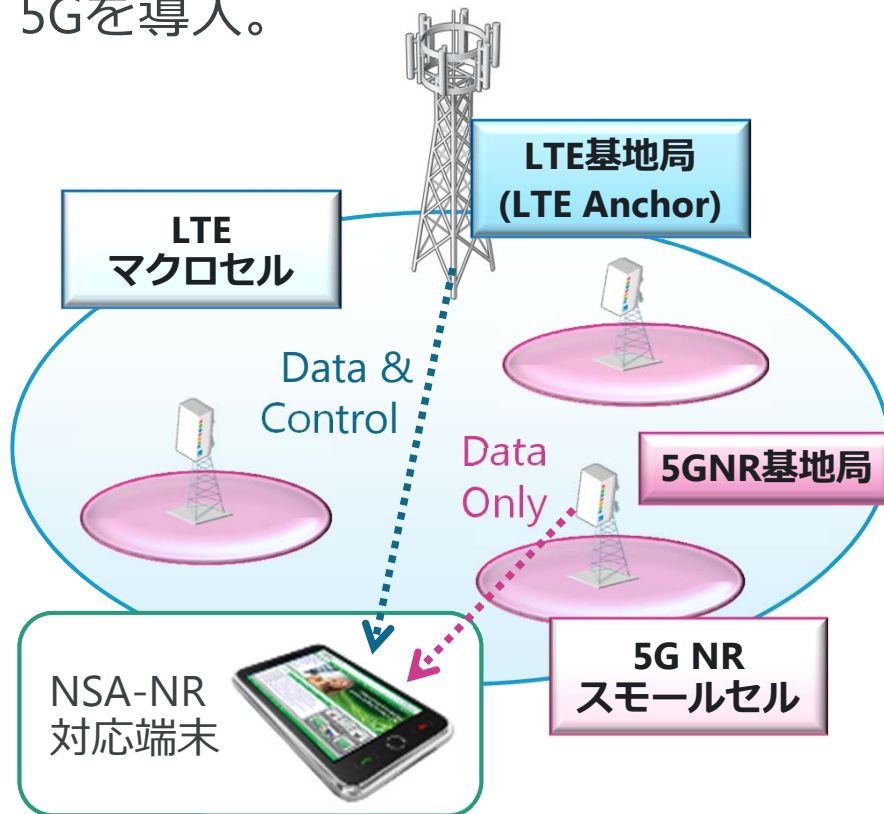 5Gを導入。
LTE基地局
(LTE Anchor)
LTE
マクロセル
Data &
Control
Data
Only
5GNR基地局
5G NR
スモールセル
NSA-NR
対応端末